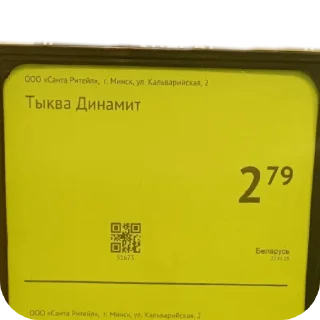 ООО «Санта Ритейл», г. Минск, ул. Кальварийская, 2
Тыква Динамит
2 79
51673
Беларусь
ООО «Санта Ритейл», г. Минск, ул. Кальварийская, 2